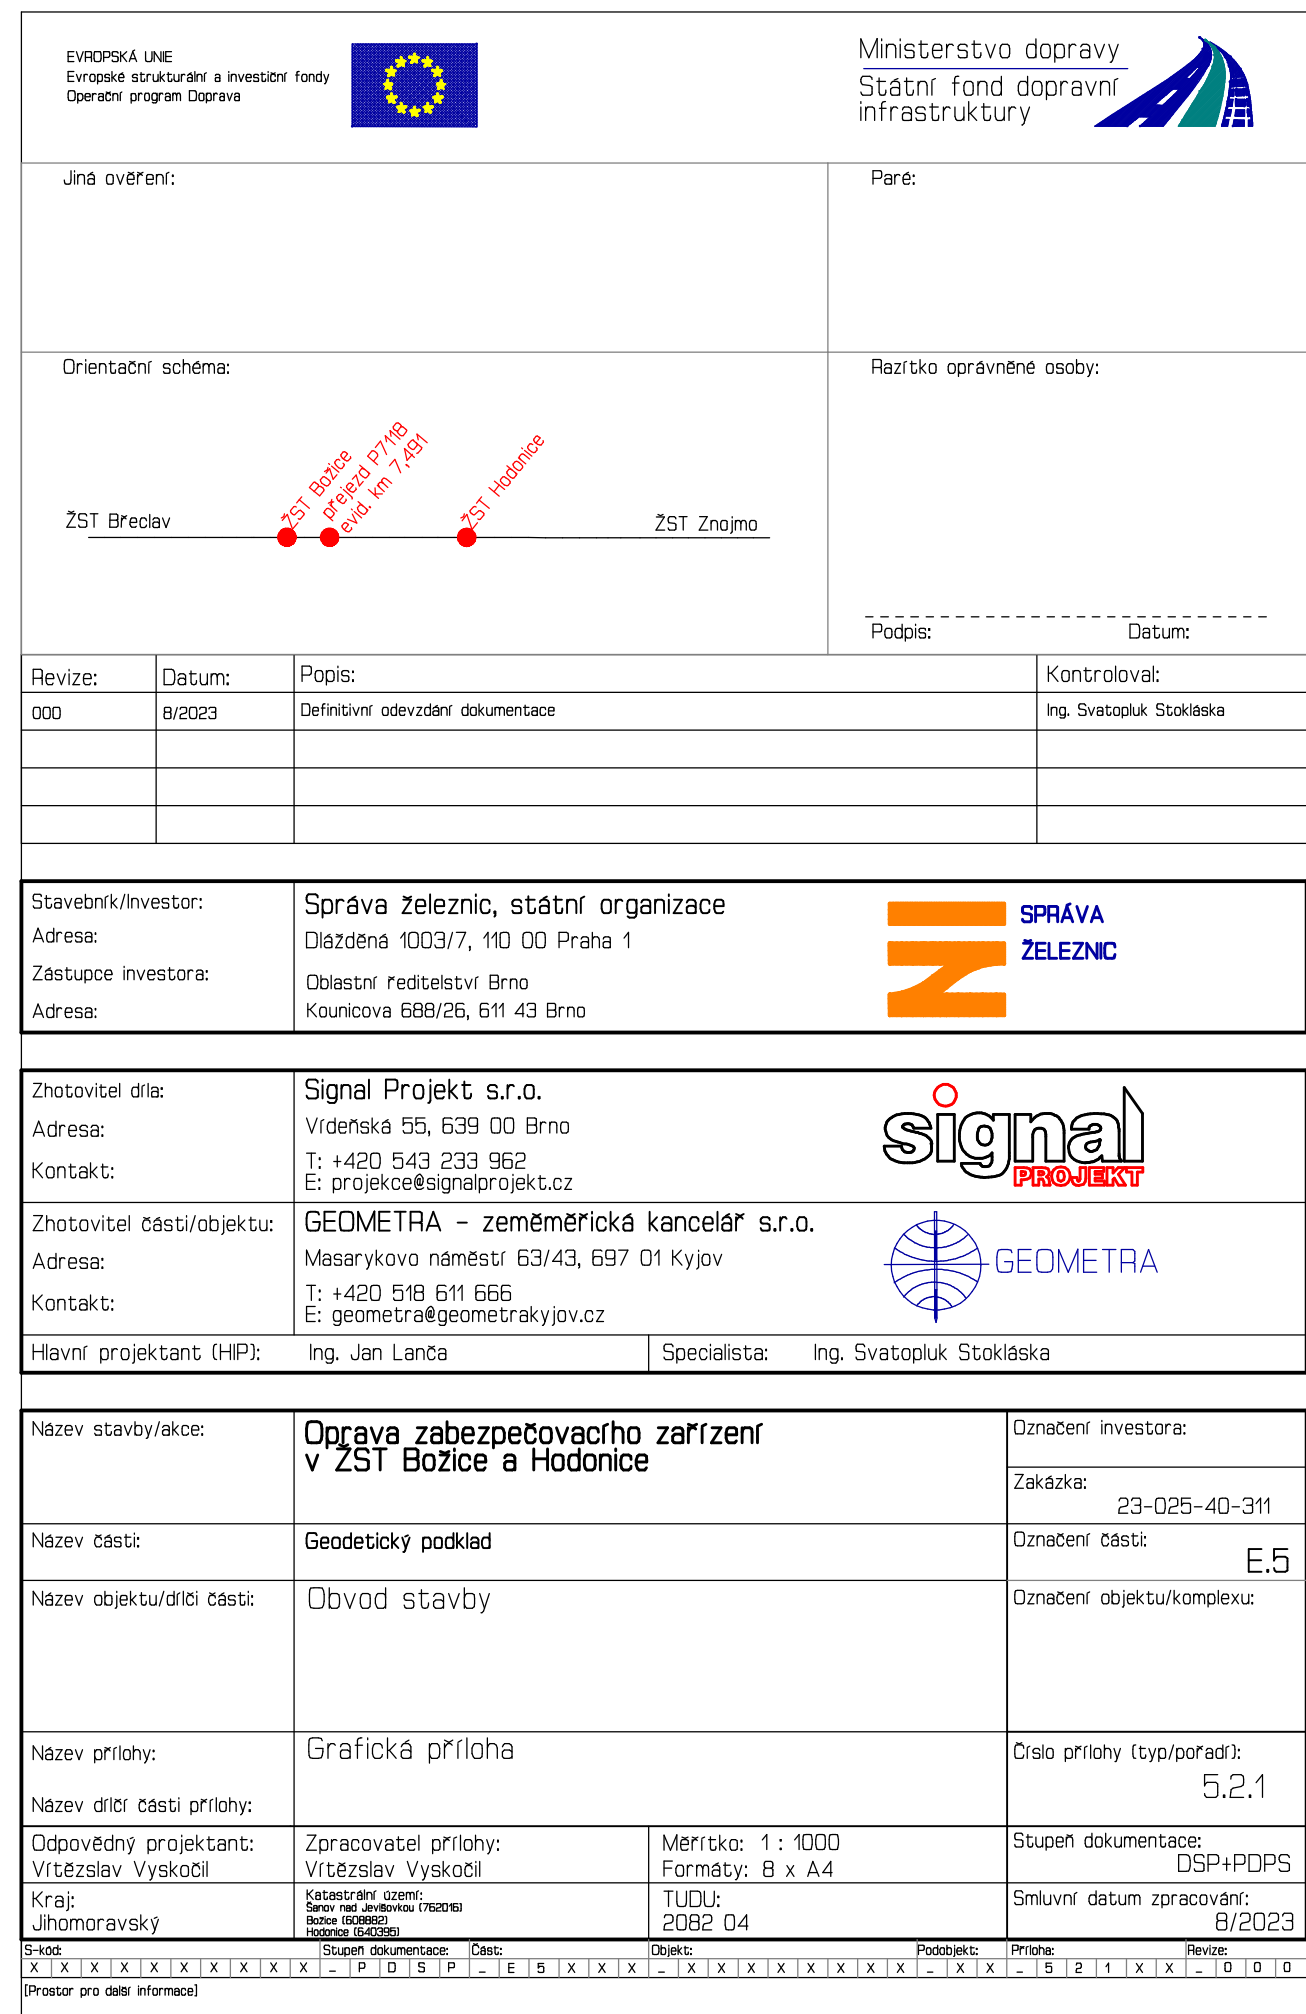 EVROPSKÁ UNIE
Evropské strukturální a investiční fondy
Operační program Doprava
Ministerstvo dopravy
Státní fond dopravní
infrastruktury
Jiná ověření:
Paré:
Orientační schéma:
Razítko oprávněné osoby:
ŽST Břeclav
ŽST Božice
přejezd P7118
evid. km 7,491
ŽST Hodonice
ŽST Znojmo
Podpis: Datum:
Revize: Datum: Popis: Kontroloval:
000 8/2023 Definitivní odevzdání dokumentace Ing. Svatopluk Stokláska
Stavebník/Investor: Správa železnic, státní organizace
Adresa: Dlážděná 1003/7, 110 00 Praha 1
Zástupce investora: Oblastní ředitelství Brno
Adresa: Kounicova 688/26, 611 43 Brno
SPRÁVA
ŽELEZNIC
Zhotovitel díla: Signal Projekt s.r.o.
Adresa: Vídeňská 55, 639 00 Brno
Kontakt: T: +420 543 233 962
E: projekce@signalprojekt.cz
signal
PROJEKT
Zhotovitel části/objektu: GEOMETRA - zeměměřická kancelář s.r.o.
Adresa: Masarykovo náměstí 63/43, 697 01 Kyjov
Kontakt: T: +420 518 611 666
E: geometra@geometrakyjov.cz
GEOMETRA
Hlavní projektant (HIP): Ing. Jan Lanča Specialista: Ing. Svatopluk Stokláska
Název stavby/akce: Oprava zabezpečovacího zařízení
v ŽST Božice a Hodonice
Označení investora:
Zakázka:
23-025-40-311
Název části: Geodetický podklad
Označení části:
E.5
Název objektu/dílči části: Obvod stavby
Označení objektu/komplexu:
Název přílohy: Grafická příloha
Číslo přílohy (typ/pořadí):
5.2.1
Název dílčí části přílohy:
Odpovědný projektant: Zpracovatel přílohy: Měřítko: 1 : 1000 Stupeň dokumentace:
Vítězslav Vyskočil Vítězslav Vyskočil Formáty: 8 x A4 DSP+PDPS
Kraj:
Jihomoravský
Katastrální území:
Šanov nad Jevišovkou (762016)
Božice (608882)
Hodonice (640395)
TUDU:
2082 04
Smluvní datum zpracování:
8/2023
S-kód: Stupeň dokumentace: Část: Objekt: Podobjekt: Příloha: Revize:
X X X X X X X X X X _ P D S P _ E 5 X X X _ X X X X X X X X _ X X _ 5 2 1 X X _ 0 0 0
[Prostor pro další informace]